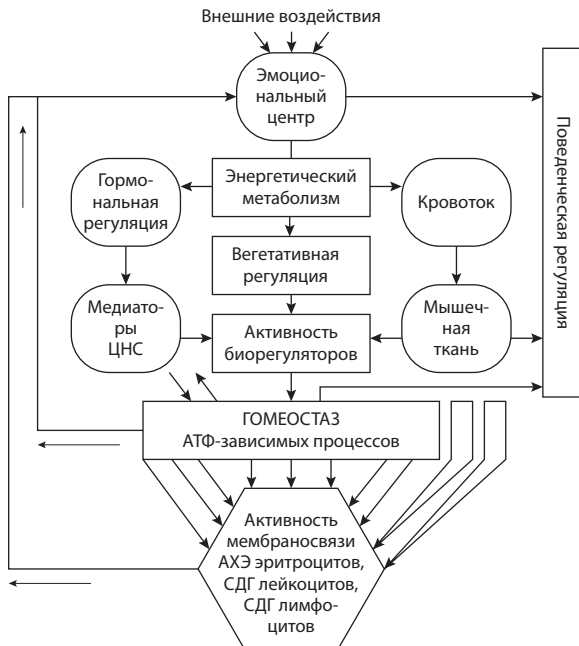 Внешние воздействия
Эмоцио-
нальный
центр
Поведенческая регуляция
Гормо-
нальная
регуляция
Энергетический
метаболизм
Кровоток
Вегетативная
регуляция
Медиато-
ры
ЦНС
Активность
биорегуляторов
Мышеч-
ная
ткань
ГОМЕОСТАЗ
АТФ-зависимых процессов
Активность
мембраносвязи
АХЭ эритроцитов,
СДГ лейкоцитов,
СДГ лимфо-
цитов